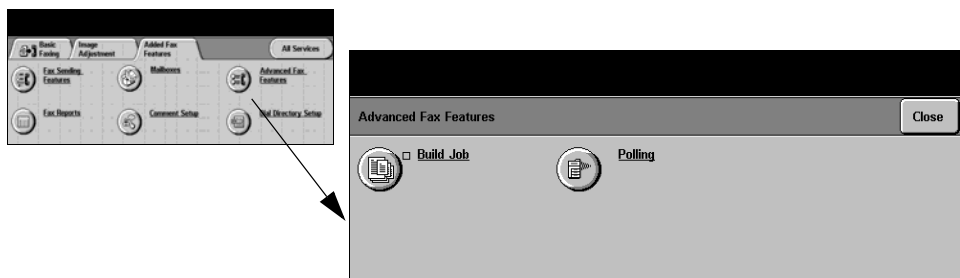 Basic Faxing
Image Adjustment
Added Fax Features
All Services
Fax Sending Features
Mailboxes
Advanced Fax Features
Fax Reports
Comment Setup
Dial Directory Setup
Advanced Fax Features
Close
Build Job
Polling